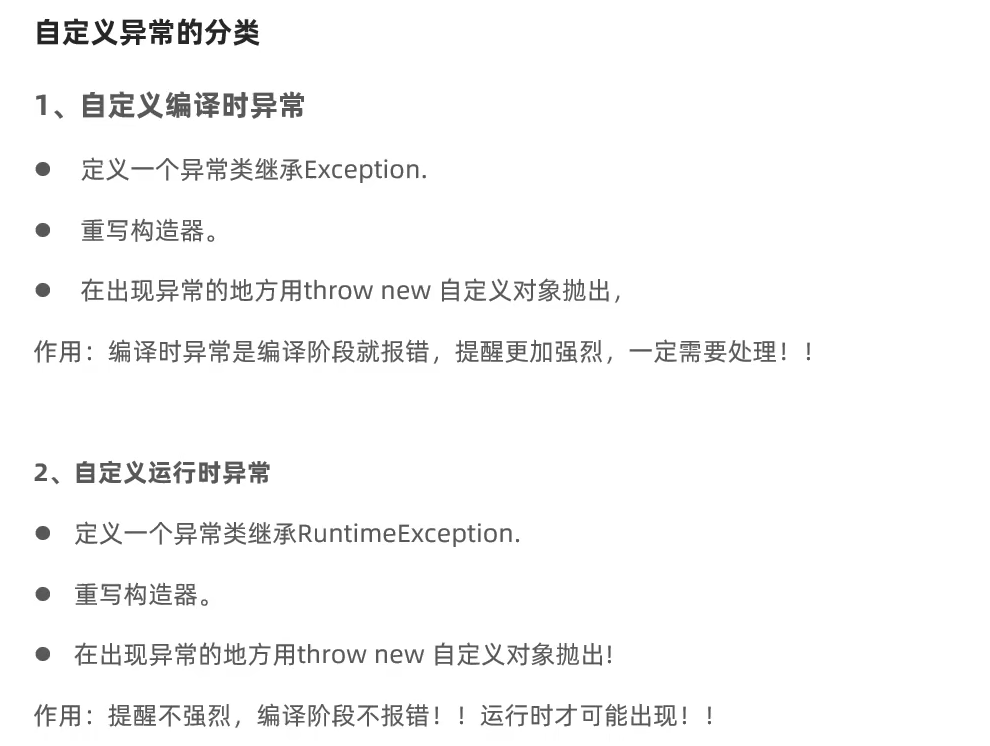 自定义异常的分类
1、自定义编译时异常
● 定义一个异常类继承Exception.
● 重写构造器。
● 在出现异常的地方用throw new 自定义对象抛出，
作用：编译时异常是编译阶段就报错，提醒更加强烈，一定需要处理！！
2、自定义运行时异常
● 定义一个异常类继承RuntimeException.
● 重写构造器。
● 在出现异常的地方用throw new 自定义对象抛出!
作用：提醒不强烈，编译阶段不报错！！运行时才可能出现！！